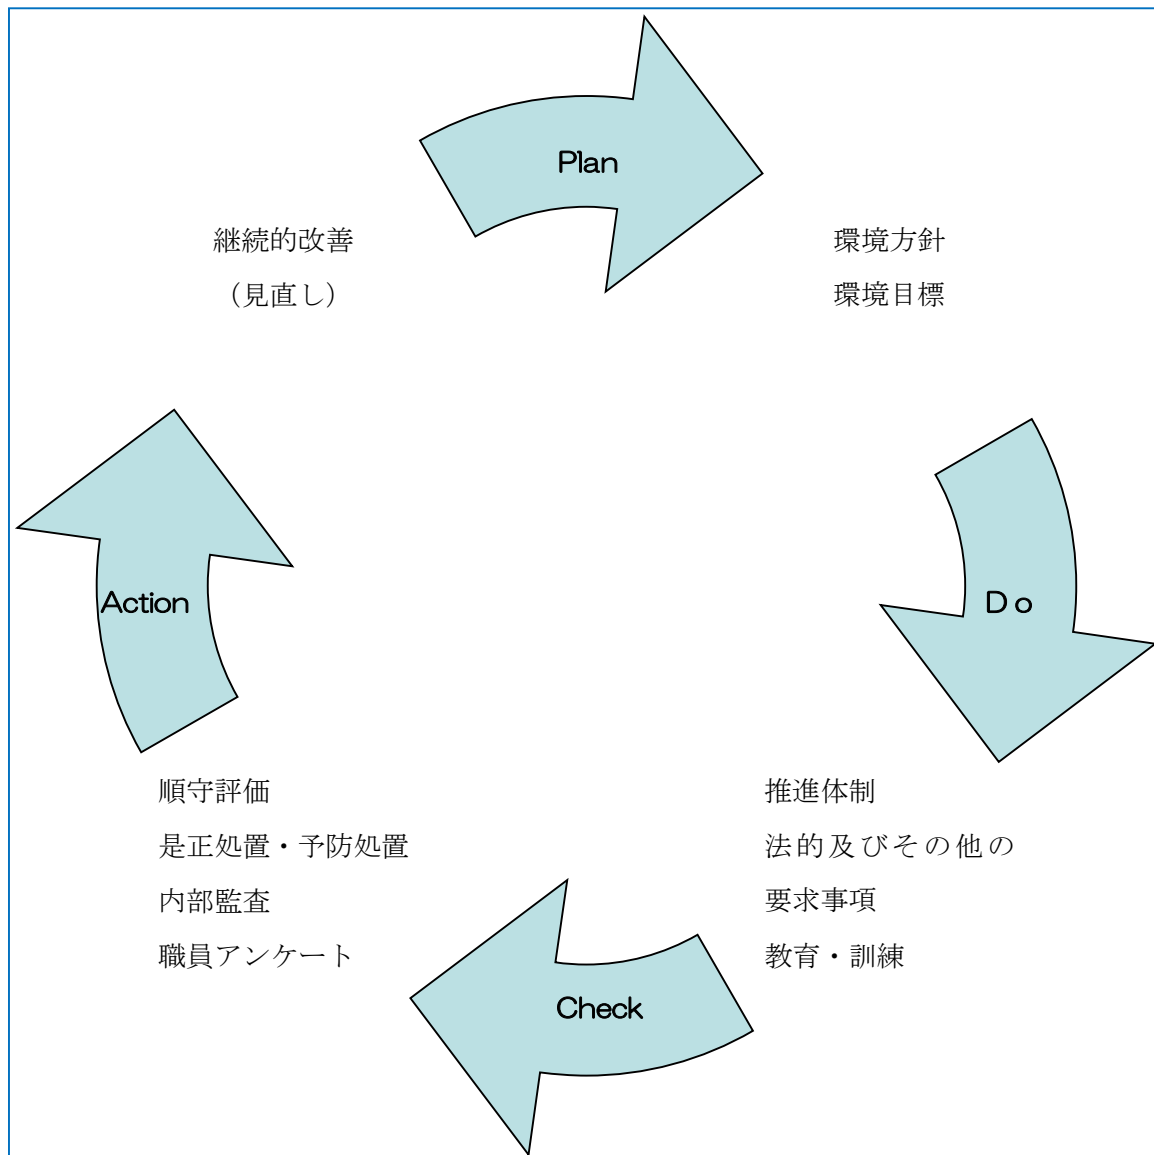 Plan
継続的改善
（見直し）
環境方針
環境目標
Action
Do
順守評価
是正処置・予防処置
内部監査
職員アンケート
推進体制
法的及びその他の
要求事項
教育・訓練
Check